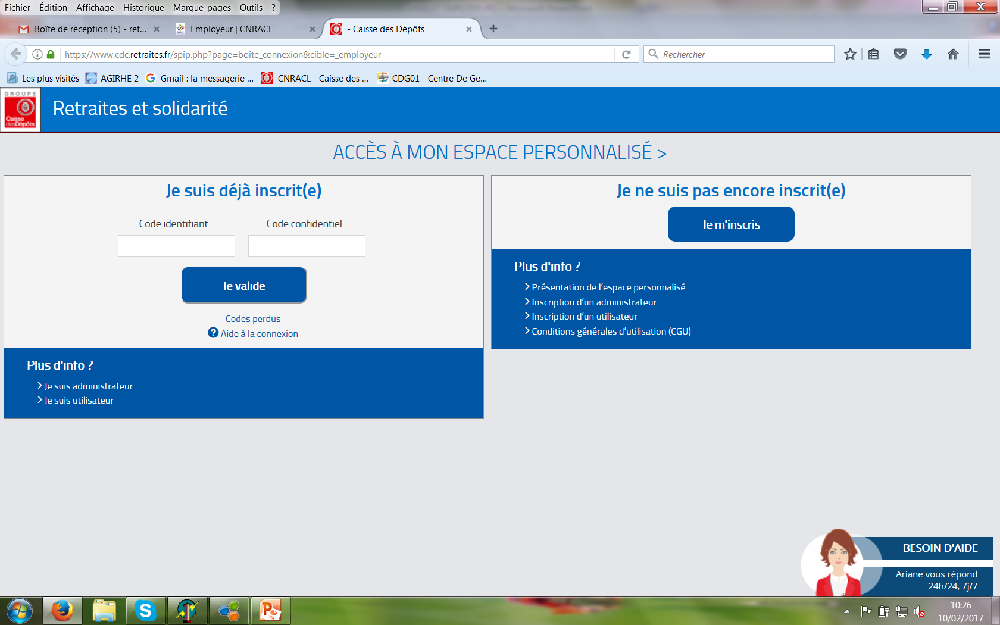 Fichier Édition Affichage Historique Marque-pages Outils ?
Boîte de réception (5) - ret... Employeur | CNRACL - Caisse des Dépôts
https://www.cdc.retraites.fr/spip.php?page=boite_connexion&cible=_employeur Rechercher
Les plus visités AGIRHE 2 Gmail : la messagerie ... CNRACL - Caisse des ... CDG01 - Centre De Ge...
GROUPE
Caisse
des Dépôts
Retraites et solidarité
ACCÈS À MON ESPACE PERSONNALISÉ >
Je suis déjà inscrit(e)
Code identifiant Code confidentiel
Je valide
Codes perdus
? Aide à la connexion
Plus d'info ?
Je suis administrateur
Je suis utilisateur
Je ne suis pas encore inscrit(e)
Je m'inscris
Plus d'info ?
Présentation de l’espace personnalisé
Inscription d’un administrateur
Inscription d’un utilisateur
Conditions générales d’utilisation (CGU)
BESOIN D'AIDE
Ariane vous répond
24h/24, 7j/7
10:26
10/02/2017